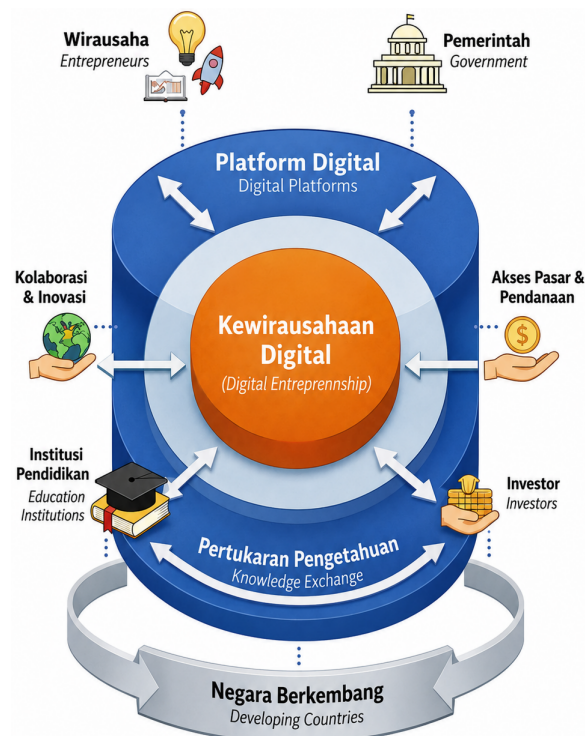 Wirausaha
Entrepreneurs
Pemerintah
Government
Platform Digital
Digital Platforms
Kolaborasi
& Inovasi
Akses Pasar &
Pendanaan
Kewirausahaan
Digital
(Digital Entreprennship)
Institusi
Pendidikan
Education
Institutions
Investor
Investors
Pertukaran Pengetahuan
Knowledge Exchange
Negara Berkembang
Developing Countries